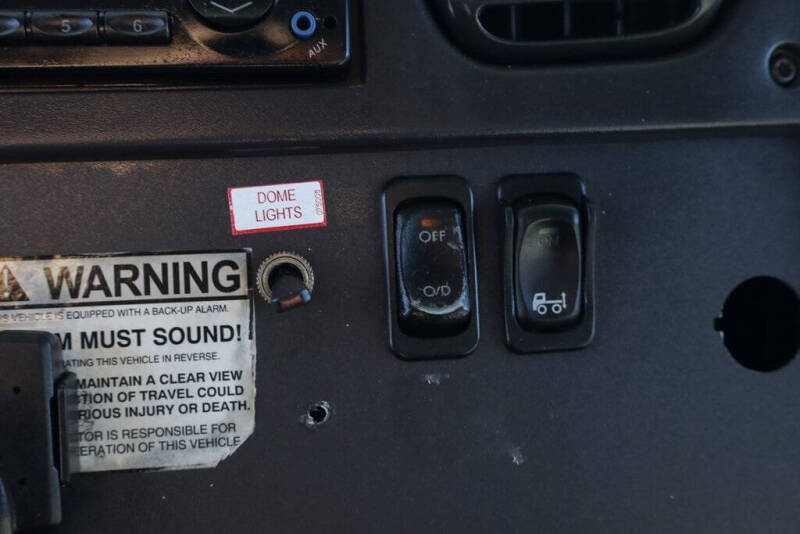 5
6
AUX
DOME
LIGHTS
OFF
O/D
ON
WARNING
VEHICLE IS EQUIPPED WITH A BACK-UP ALARM.
M MUST SOUND!
RATING THIS VEHICLE IN REVERSE.
MAINTAIN A CLEAR VIEW
TION OF TRAVEL COULD
RIOUS INJURY OR DEATH.
TOR IS RESPONSIBLE FOR
ERATION OF THIS VEHICLE